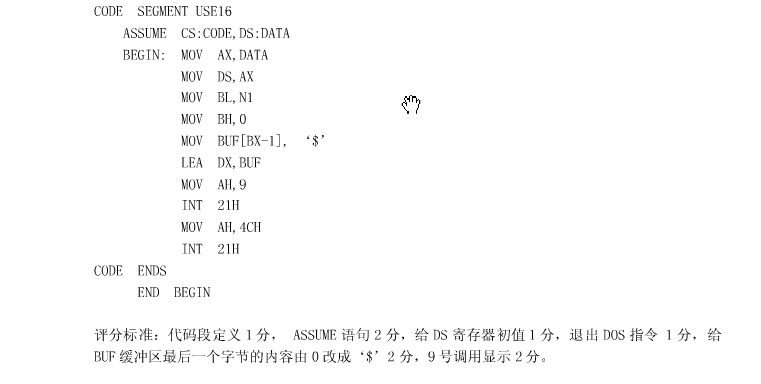 CODE  SEGMENT USE16
ASSUME  CS:CODE,DS:DATA
BEGIN:  MOV  AX,DATA
MOV  DS,AX
MOV  BL,N1
MOV  BH,0
MOV  BUF[BX-1], ‘$’
LEA  DX,BUF
MOV  AH,9
INT  21H
MOV  AH,4CH
INT  21H
CODE  ENDS
END  BEGIN
评分标准：代码段定义 1 分， ASSUME 语句 2 分，给 DS 寄存器初值 1 分，退出 DOS 指令 1 分，给
BUF 缓冲区最后一个字节的内容由 0 改成‘$’2 分，9 号调用显示 2 分。